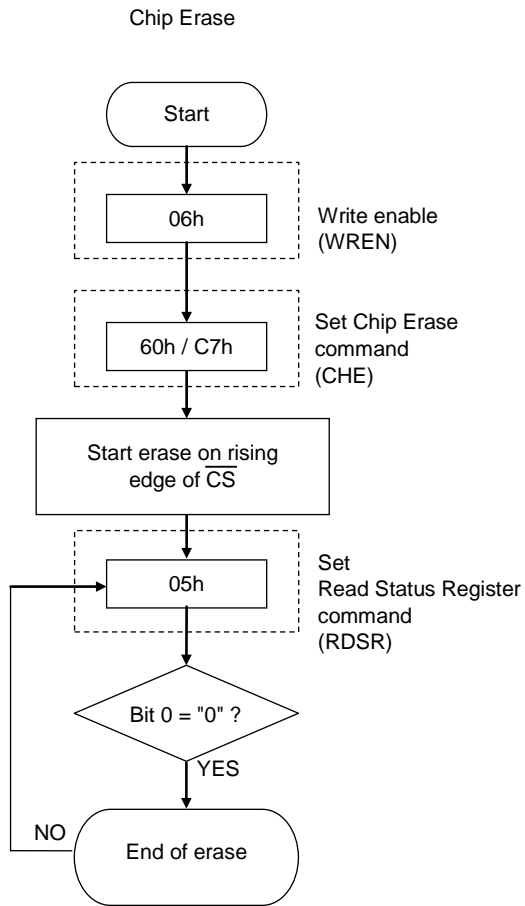 Chip Erase
Start
06h
Write enable
(WREN)
60h / C7h
Set Chip Erase
command
(CHE)
Start erase on rising
edge of C̅S̅
05h
Set
Read Status Register
command
(RDSR)
Bit 0 = "0" ?
YES
NO
End of erase